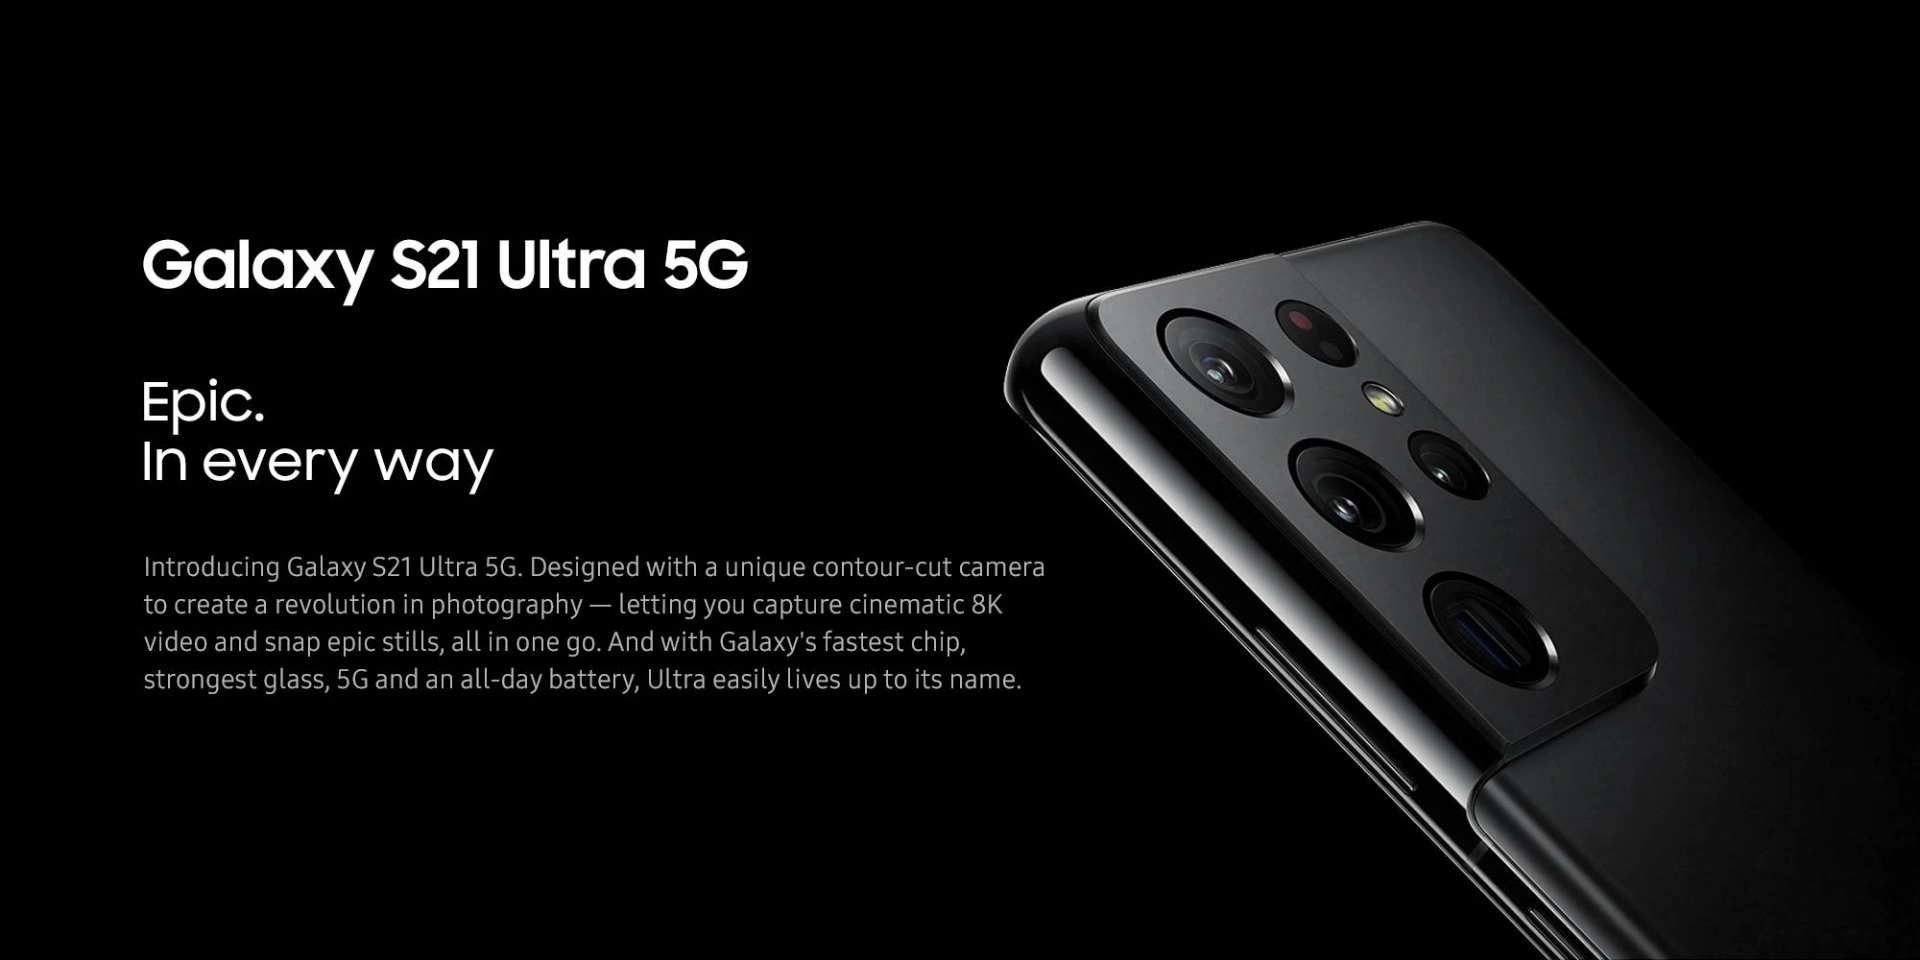 Galaxy S21 Ultra 5G
Epic.
In every way
Introducing Galaxy S21 Ultra 5G. Designed with a unique contour-cut camera
to create a revolution in photography — letting you capture cinematic 8K
video and snap epic stills, all in one go. And with Galaxy's fastest chip,
strongest glass, 5G and an all-day battery, Ultra easily lives up to its name.